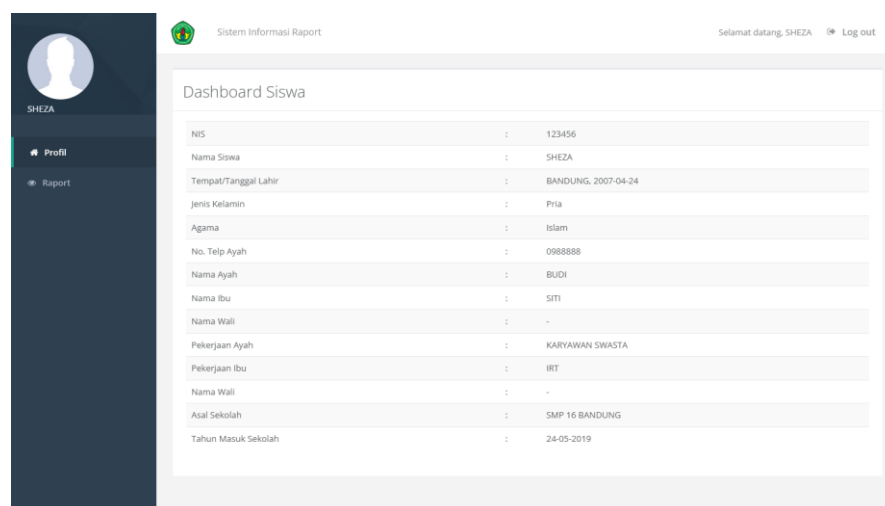 Sistem Informasi Raport
Selamat datang, SHEZA Log out
SHEZA
Profil
Raport
Dashboard Siswa
NIS : 123456
Nama Siswa : SHEZA
Tempat/Tanggal Lahir : BANDUNG, 2007-04-24
Jenis Kelamin : Pria
Agama : Islam
No. Telp Ayah : 0988888
Nama Ayah : BUDI
Nama Ibu : SITI
Nama Wali : -
Pekerjaan Ayah : KARYAWAN SWASTA
Pekerjaan Ibu : IRT
Nama Wali : -
Asal Sekolah : SMP 16 BANDUNG
Tahun Masuk Sekolah : 24-05-2019